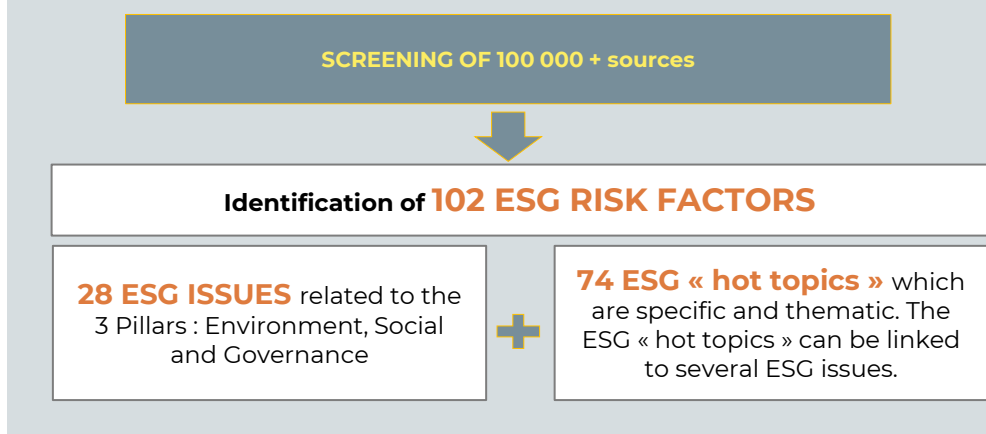 SCREENING OF 100 000 + sources
Identification of 102 ESG RISK FACTORS
28 ESG ISSUES related to the
3 Pillars : Environment, Social
and Governance
74 ESG « hot topics » which
are specific and thematic. The
ESG « hot topics » can be linked
to several ESG issues.